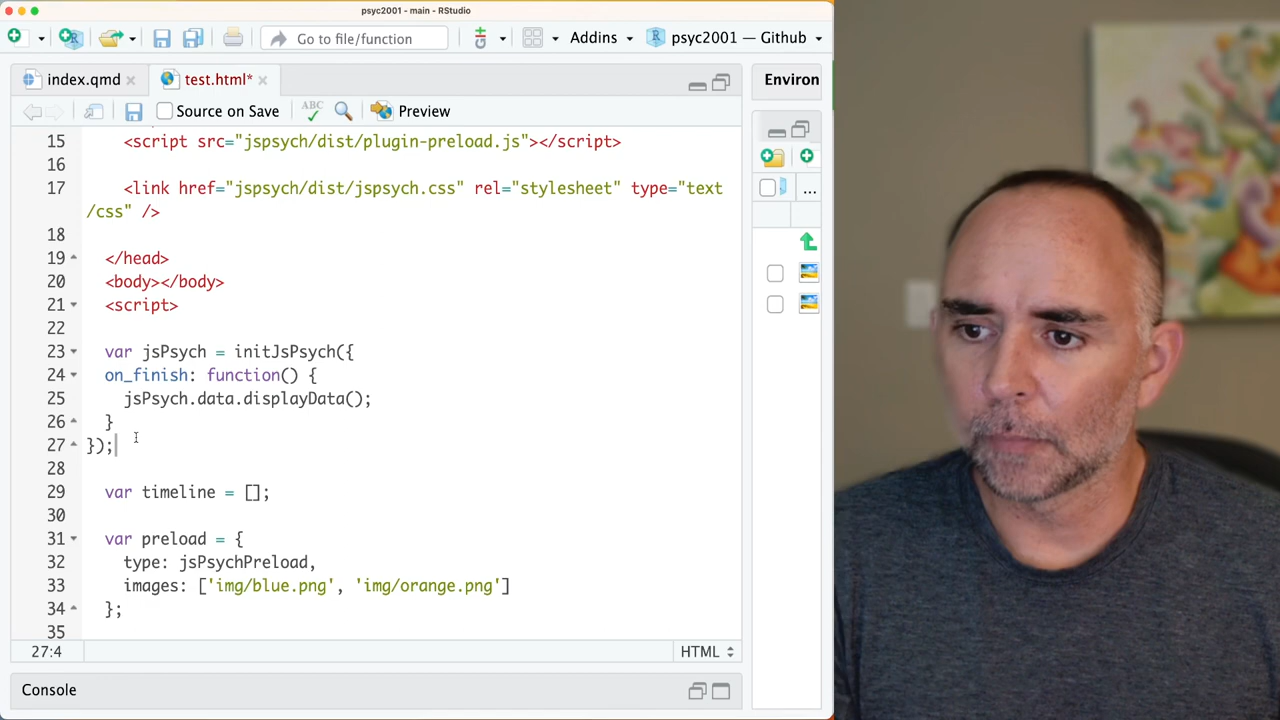 psyc2001 - main - RStudio
Go to file/function
Addins
psyc2001 — Github
index.qmd
test.html*
Environ
Source on Save
ABC
Preview
15 <script src="jspsych/dist/plugin-preload.js"></script>
16
17 <link href="jspsych/dist/jspsych.css" rel="stylesheet" type="text
/css" />
18
19 </head>
20 <body></body>
21 <script>
22
23 var jsPsych = initJsPsych({
24 on_finish: function() {
25 jsPsych.data.displayData();
26 }
27 });
28
29 var timeline = [];
30
31 var preload = {
32 type: jsPsychPreload,
33 images: ['img/blue.png', 'img/orange.png']
34 };
35
...
27:4
HTML
Console